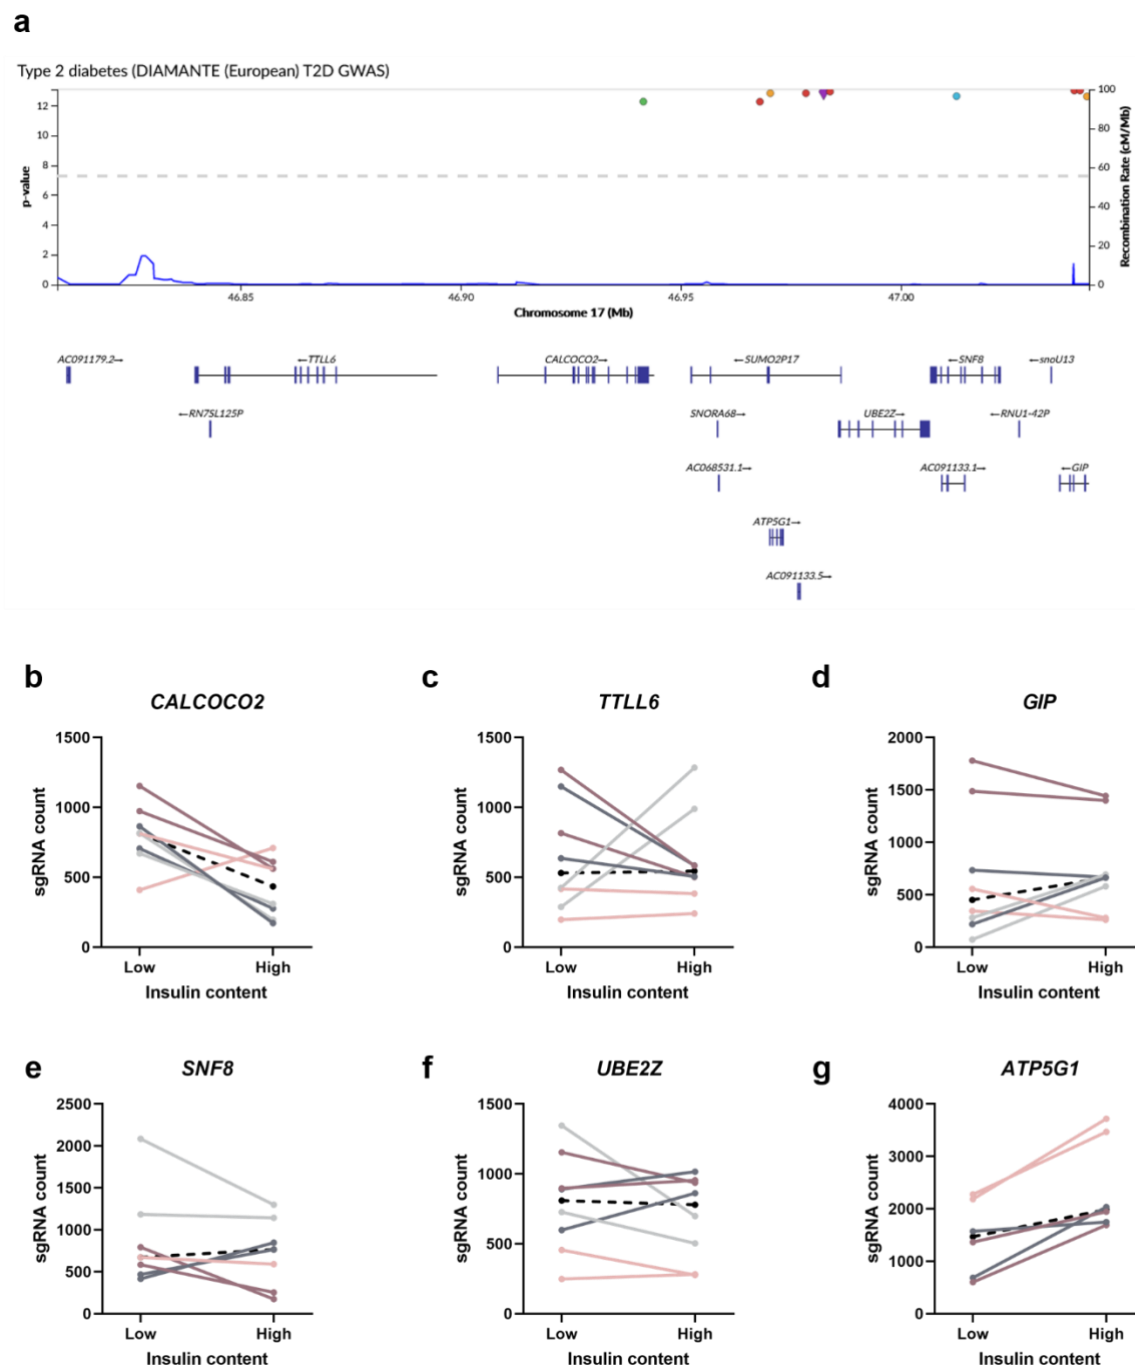 a
Type 2 diabetes (DIAMANTE (European) T2D GWAS)
12
10
8
6
4
2
0
p-value
100
80
60
40
20
0
Recombination Rate (cM/Mb)
46.85
46.90
46.95
47.00
Chromosome 17 (Mb)
AC091179.2→
←TTLL6
CALCOCO2→
←SUMO2P17
←SNF8
←snoU13
←RN7SL125P
SNORA68→
UBE2Z→
←RNU1-42P
AC068531.1→
AC091133.1→
←GIP
ATP5G1→
AC091133.5→
b
CALCOCO2
1500
1000
500
0
sgRNA count
Low
High
Insulin content
c
TTLL6
1500
1000
500
0
sgRNA count
Low
High
Insulin content
d
GIP
2000
1500
1000
500
0
sgRNA count
Low
High
Insulin content
e
SNF8
2500
2000
1500
1000
500
0
sgRNA count
Low
High
Insulin content
f
UBE2Z
1500
1000
500
0
sgRNA count
Low
High
Insulin content
g
ATP5G1
4000
3000
2000
1000
0
sgRNA count
Low
High
Insulin content